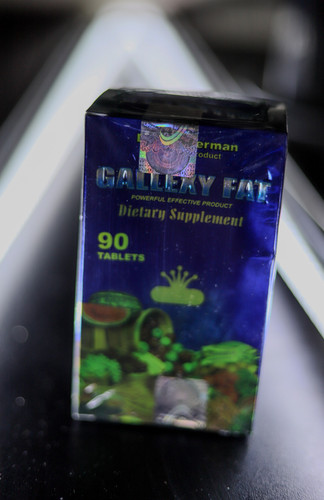 erman
roduct
GALLEXY FAT
POWERFUL EFFECTIVE PRODUCT
Dietary Supplement
90
TABLETS